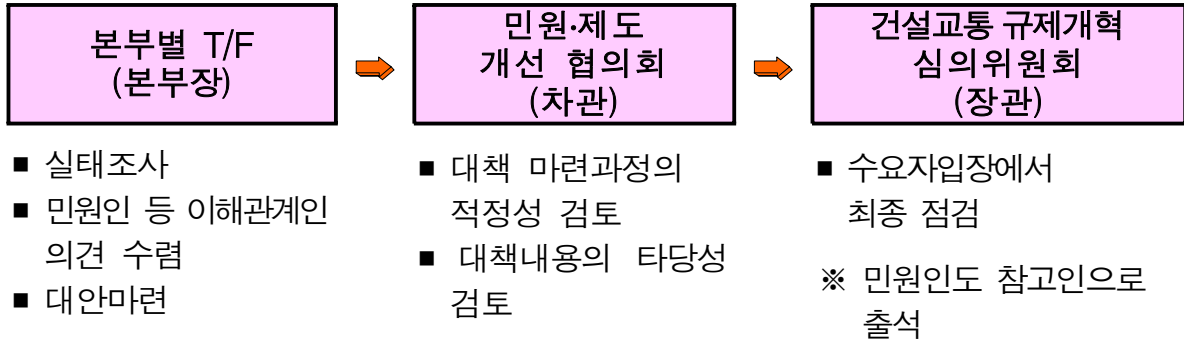 본부별 T/F
(본부장)
민원·제도
개선 협의회
(차관)
건설교통 규제개혁
심의위원회
(장관)
■ 실태조사
■ 민원인 등 이해관계인
의견 수렴
■ 대안마련
■ 대책 마련과정의
적정성 검토
■ 대책내용의 타당성
검토
■ 수요자입장에서
최종 점검
※ 민원인도 참고인으로
출석